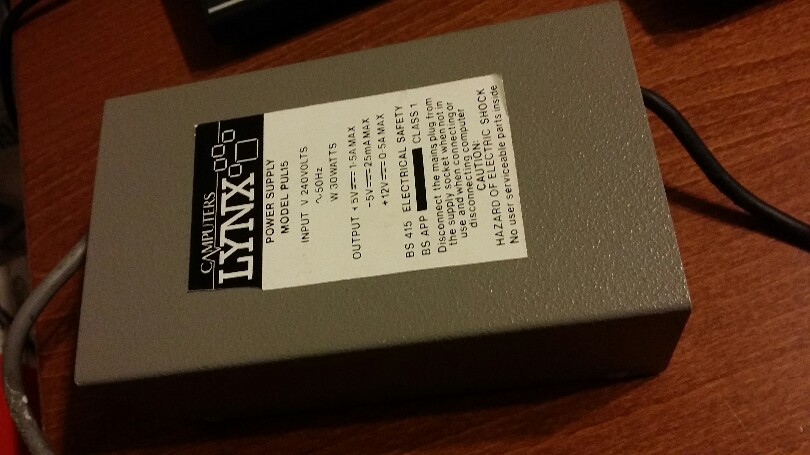 CAMPUTERS
LYNX
POWER SUPPLY
MODEL PUL15
INPUT V 240VOLTS
∿50Hz
W 30WATTS
OUTPUT +5V⎓1·5A MAX
-5V⎓25mA MAX
+12V⎓0·5A MAX
BS 415 ELECTRICAL SAFETY
BS APP CLASS 1
Disconnect the mains plug from
the supply socket when not in
use and when connecting or
disconnecting computer
CAUTION:
HAZARD OF ELECTRIC SHOCK
No user serviceable parts inside